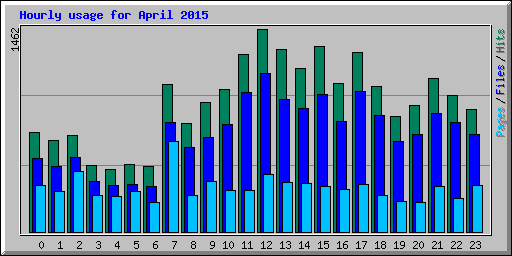 Hourly usage for April 2015
1462
Pages/Files/Hits
0 1 2 3 4 5 6 7 8 9 10 11 12 13 14 15 16 17 18 19 20 21 22 23